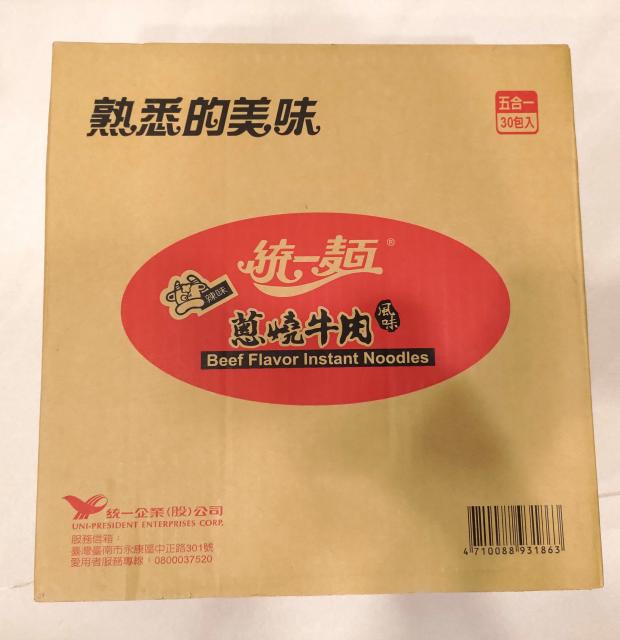 熟悉的美味
五合一
30包入
統一麵®
辣味
蔥燒牛肉風味
Beef Flavor Instant Noodles
統一企業(股)公司
UNI-PRESIDENT ENTERPRISES CORP.
服務信箱:
臺灣臺南市永康區中正路301號
愛用者服務專線:0800037520
4 710088 931863